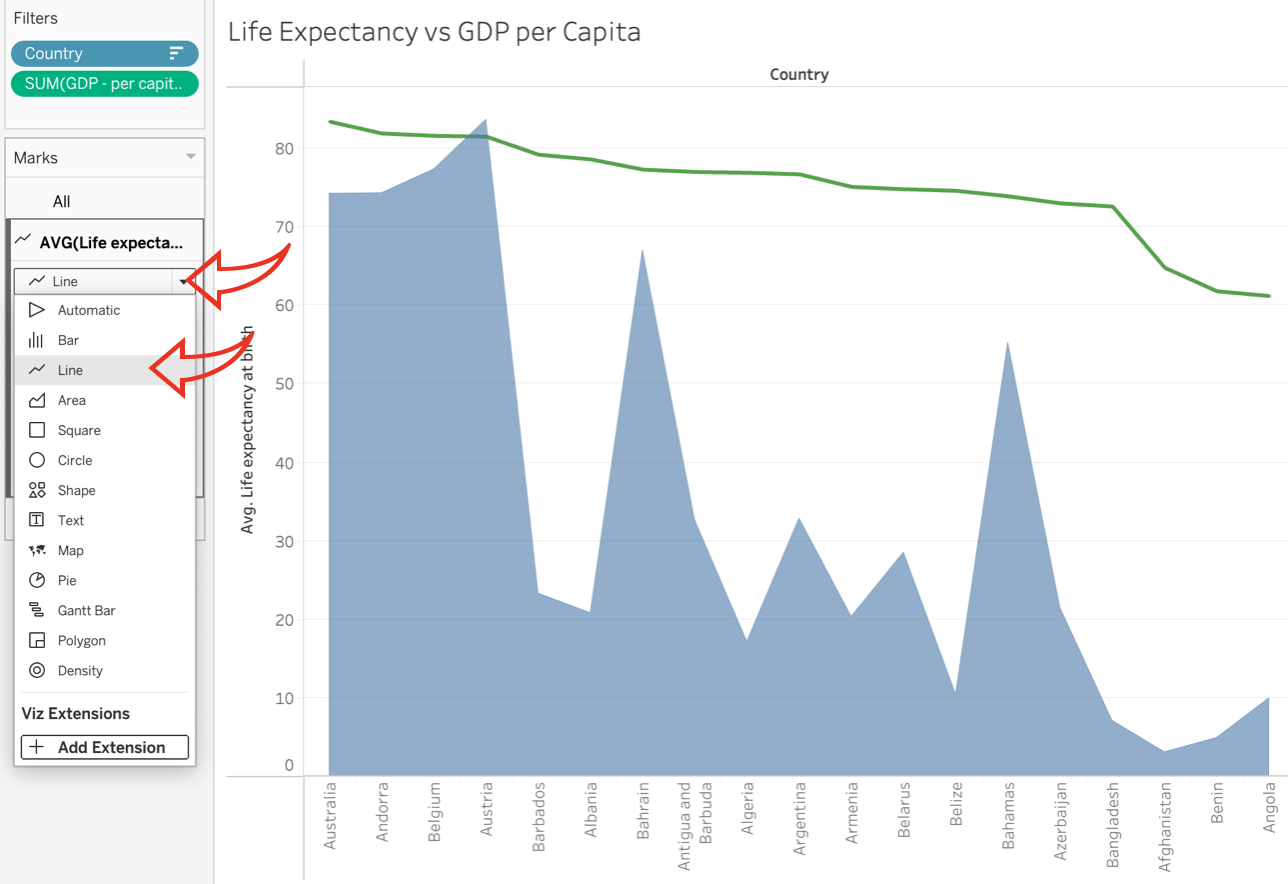 Filters
Country
SUM(GDP - per capit..
Marks
All
AVG(Life expecta...
Line
Automatic
Bar
Line
Area
Square
Circle
Shape
Text
Map
Pie
Gantt Bar
Polygon
Density
Viz Extensions
Add Extension
Life Expectancy vs GDP per Capita
Country
Avg. Life expectancy at birth
80
70
60
50
40
30
20
10
0
Australia
Andorra
Belgium
Austria
Barbados
Albania
Bahrain
Antigua and
Barbuda
Algeria
Argentina
Armenia
Belarus
Belize
Bahamas
Azerbaijan
Bangladesh
Afghanistan
Benin
Angola